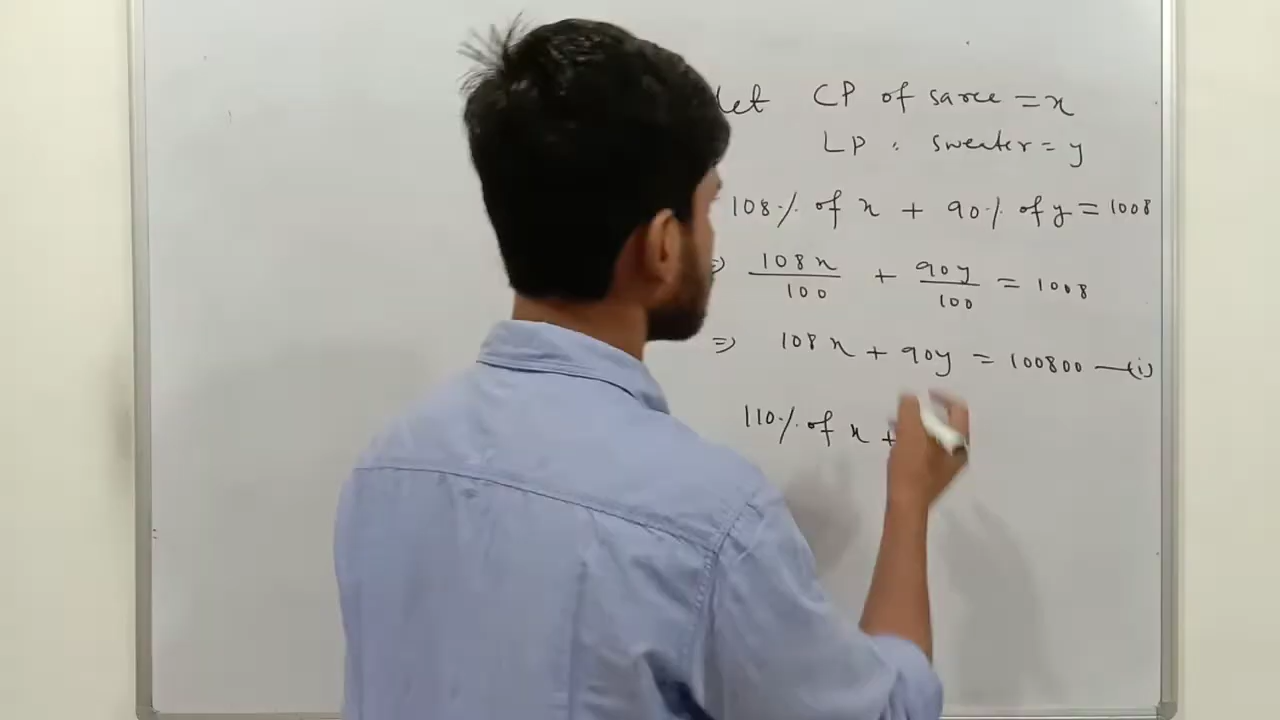 let CP of saree = x
LP " sweater = y
108% of x + 90% of y = 1008
⇒ 108x/100 + 90y/100 = 1008
⇒ 108x + 90y = 100800 —(i)
110% of x +